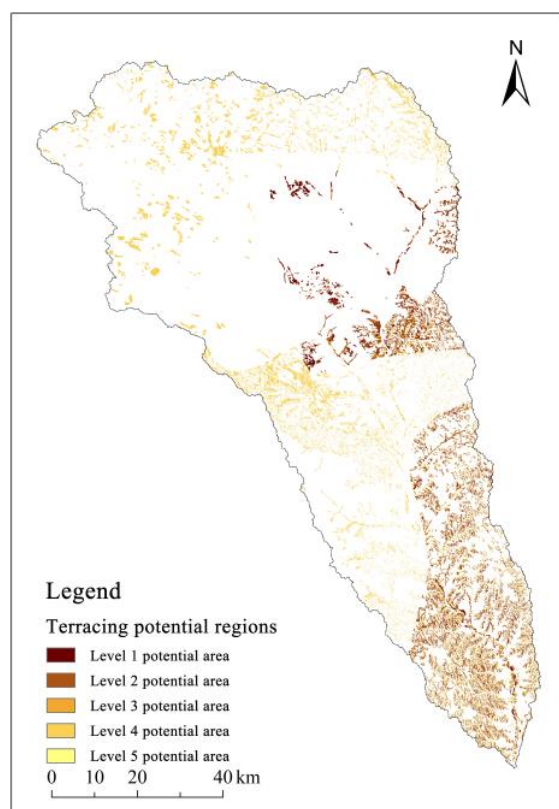 N
Legend
Terracing potential regions
Level 1 potential area
Level 2 potential area
Level 3 potential area
Level 4 potential area
Level 5 potential area
0 10 20 40 km